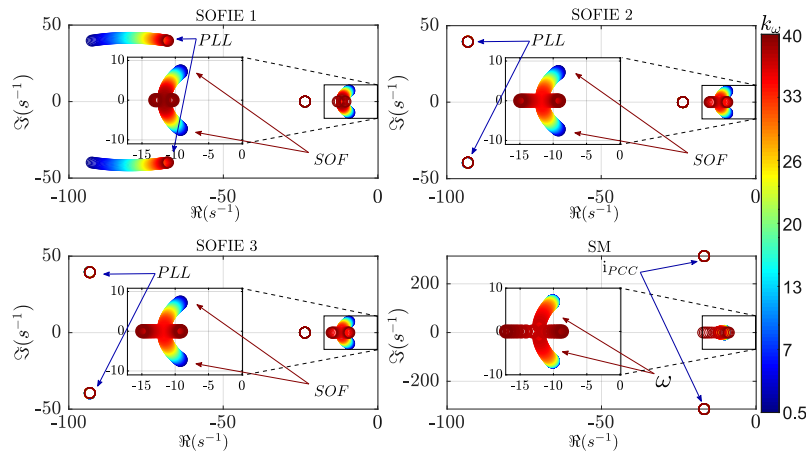 SOFIE 1
50
0
-50
-100
-50
0
ℑ(s⁻¹)
ℜ(s⁻¹)
PLL
SOF
10
0
-10
-15
-10
-5
0
SOFIE 2
50
0
-50
-100
-50
0
ℑ(s⁻¹)
ℜ(s⁻¹)
PLL
SOF
10
0
-10
-15
-10
-5
0
SOFIE 3
50
0
-50
-100
-50
0
ℑ(s⁻¹)
ℜ(s⁻¹)
PLL
SOF
10
0
-10
-15
-10
-5
0
SM
200
0
-200
-100
-50
0
ℑ(s⁻¹)
ℜ(s⁻¹)
i_PCC
ω
10
0
-10
-15
-10
-5
0
k_ω
40
33
26
20
13
7
0.5